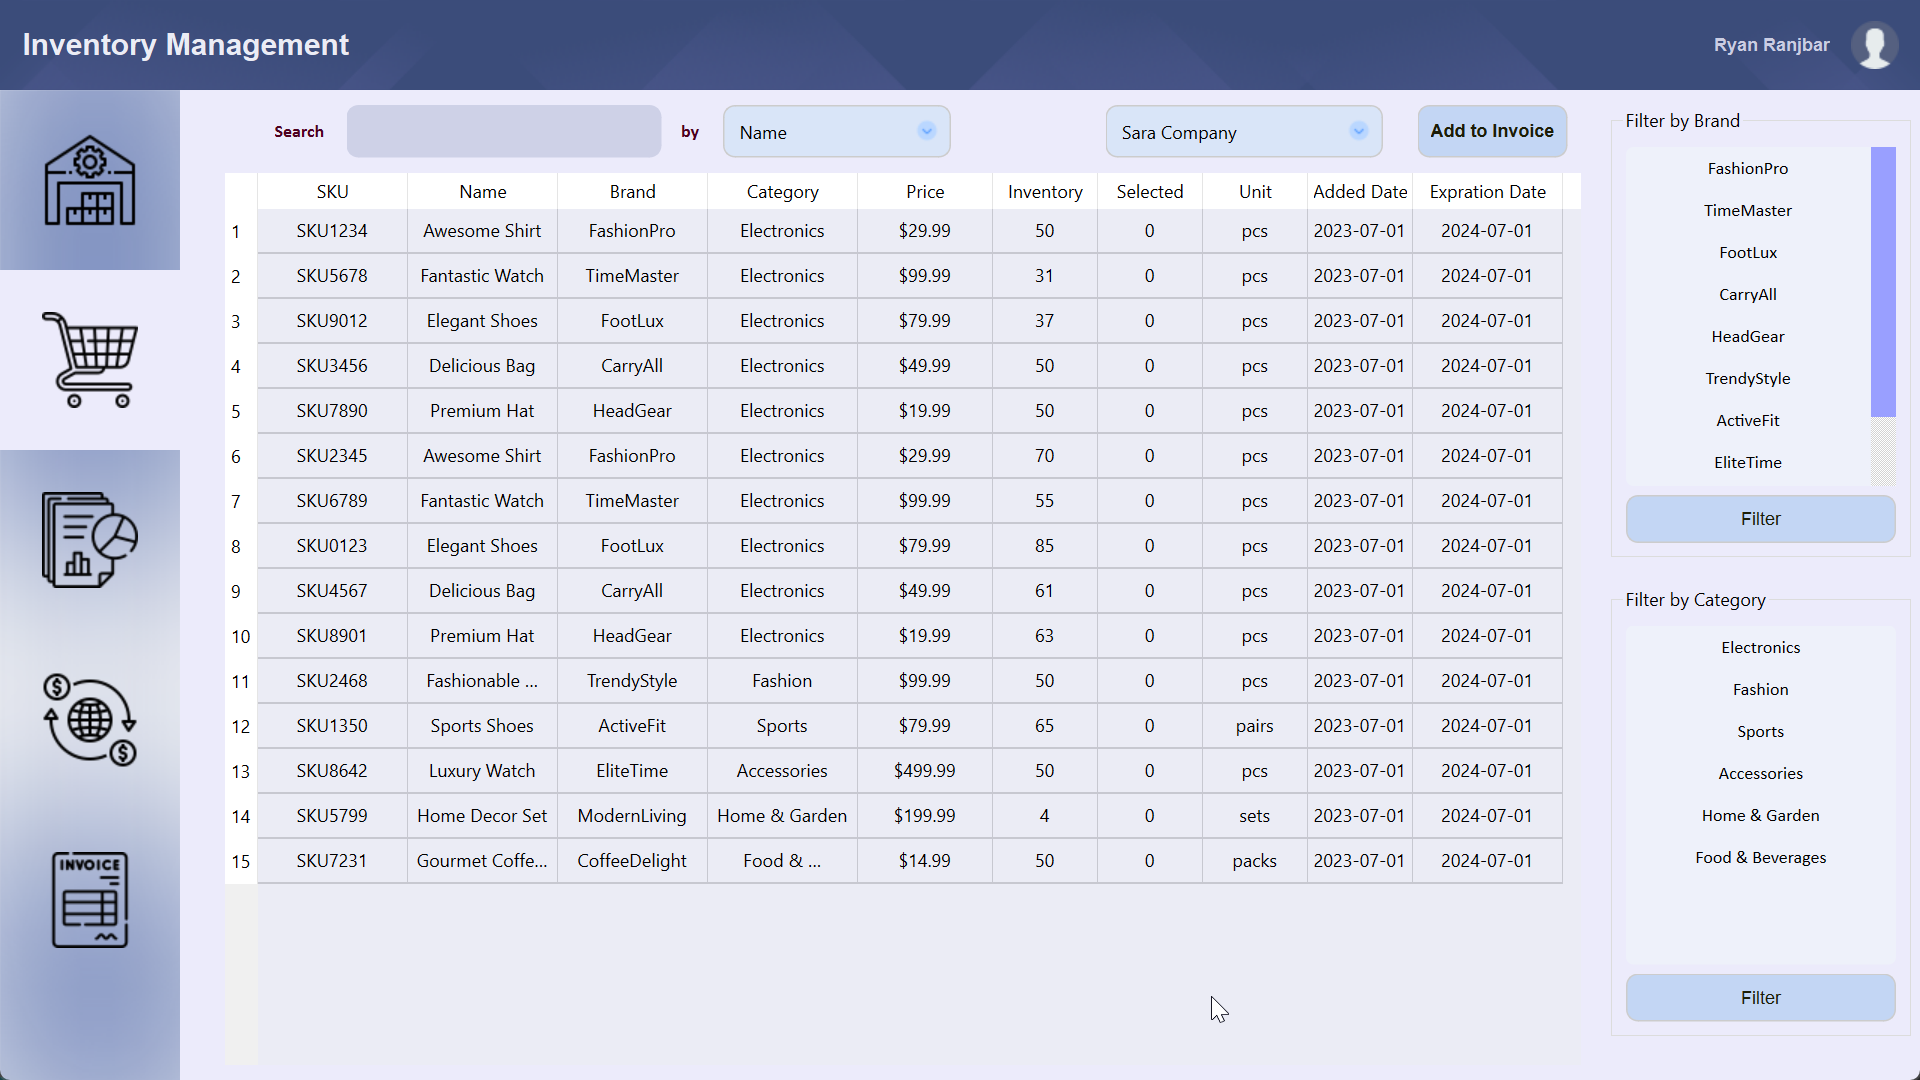 Inventory Management
Ryan Ranjbar
Search by Name Sara Company Add to Invoice
SKU Name Brand Category Price Inventory Selected Unit Added Date Expration Date
1 SKU1234 Awesome Shirt FashionPro Electronics $29.99 50 0 pcs 2023-07-01 2024-07-01
2 SKU5678 Fantastic Watch TimeMaster Electronics $99.99 31 0 pcs 2023-07-01 2024-07-01
3 SKU9012 Elegant Shoes FootLux Electronics $79.99 37 0 pcs 2023-07-01 2024-07-01
4 SKU3456 Delicious Bag CarryAll Electronics $49.99 50 0 pcs 2023-07-01 2024-07-01
5 SKU7890 Premium Hat HeadGear Electronics $19.99 50 0 pcs 2023-07-01 2024-07-01
6 SKU2345 Awesome Shirt FashionPro Electronics $29.99 70 0 pcs 2023-07-01 2024-07-01
7 SKU6789 Fantastic Watch TimeMaster Electronics $99.99 55 0 pcs 2023-07-01 2024-07-01
8 SKU0123 Elegant Shoes FootLux Electronics $79.99 85 0 pcs 2023-07-01 2024-07-01
9 SKU4567 Delicious Bag CarryAll Electronics $49.99 61 0 pcs 2023-07-01 2024-07-01
10 SKU8901 Premium Hat HeadGear Electronics $19.99 63 0 pcs 2023-07-01 2024-07-01
11 SKU2468 Fashionable ... TrendyStyle Fashion $99.99 50 0 pcs 2023-07-01 2024-07-01
12 SKU1350 Sports Shoes ActiveFit Sports $79.99 65 0 pairs 2023-07-01 2024-07-01
13 SKU8642 Luxury Watch EliteTime Accessories $499.99 50 0 pcs 2023-07-01 2024-07-01
14 SKU5799 Home Decor Set ModernLiving Home & Garden $199.99 4 0 sets 2023-07-01 2024-07-01
15 SKU7231 Gourmet Coffe... CoffeeDelight Food & ... $14.99 50 0 packs 2023-07-01 2024-07-01
Filter by Brand
FashionPro
TimeMaster
FootLux
CarryAll
HeadGear
TrendyStyle
ActiveFit
EliteTime
Filter
Filter by Category
Electronics
Fashion
Sports
Accessories
Home & Garden
Food & Beverages
Filter
INVOICE